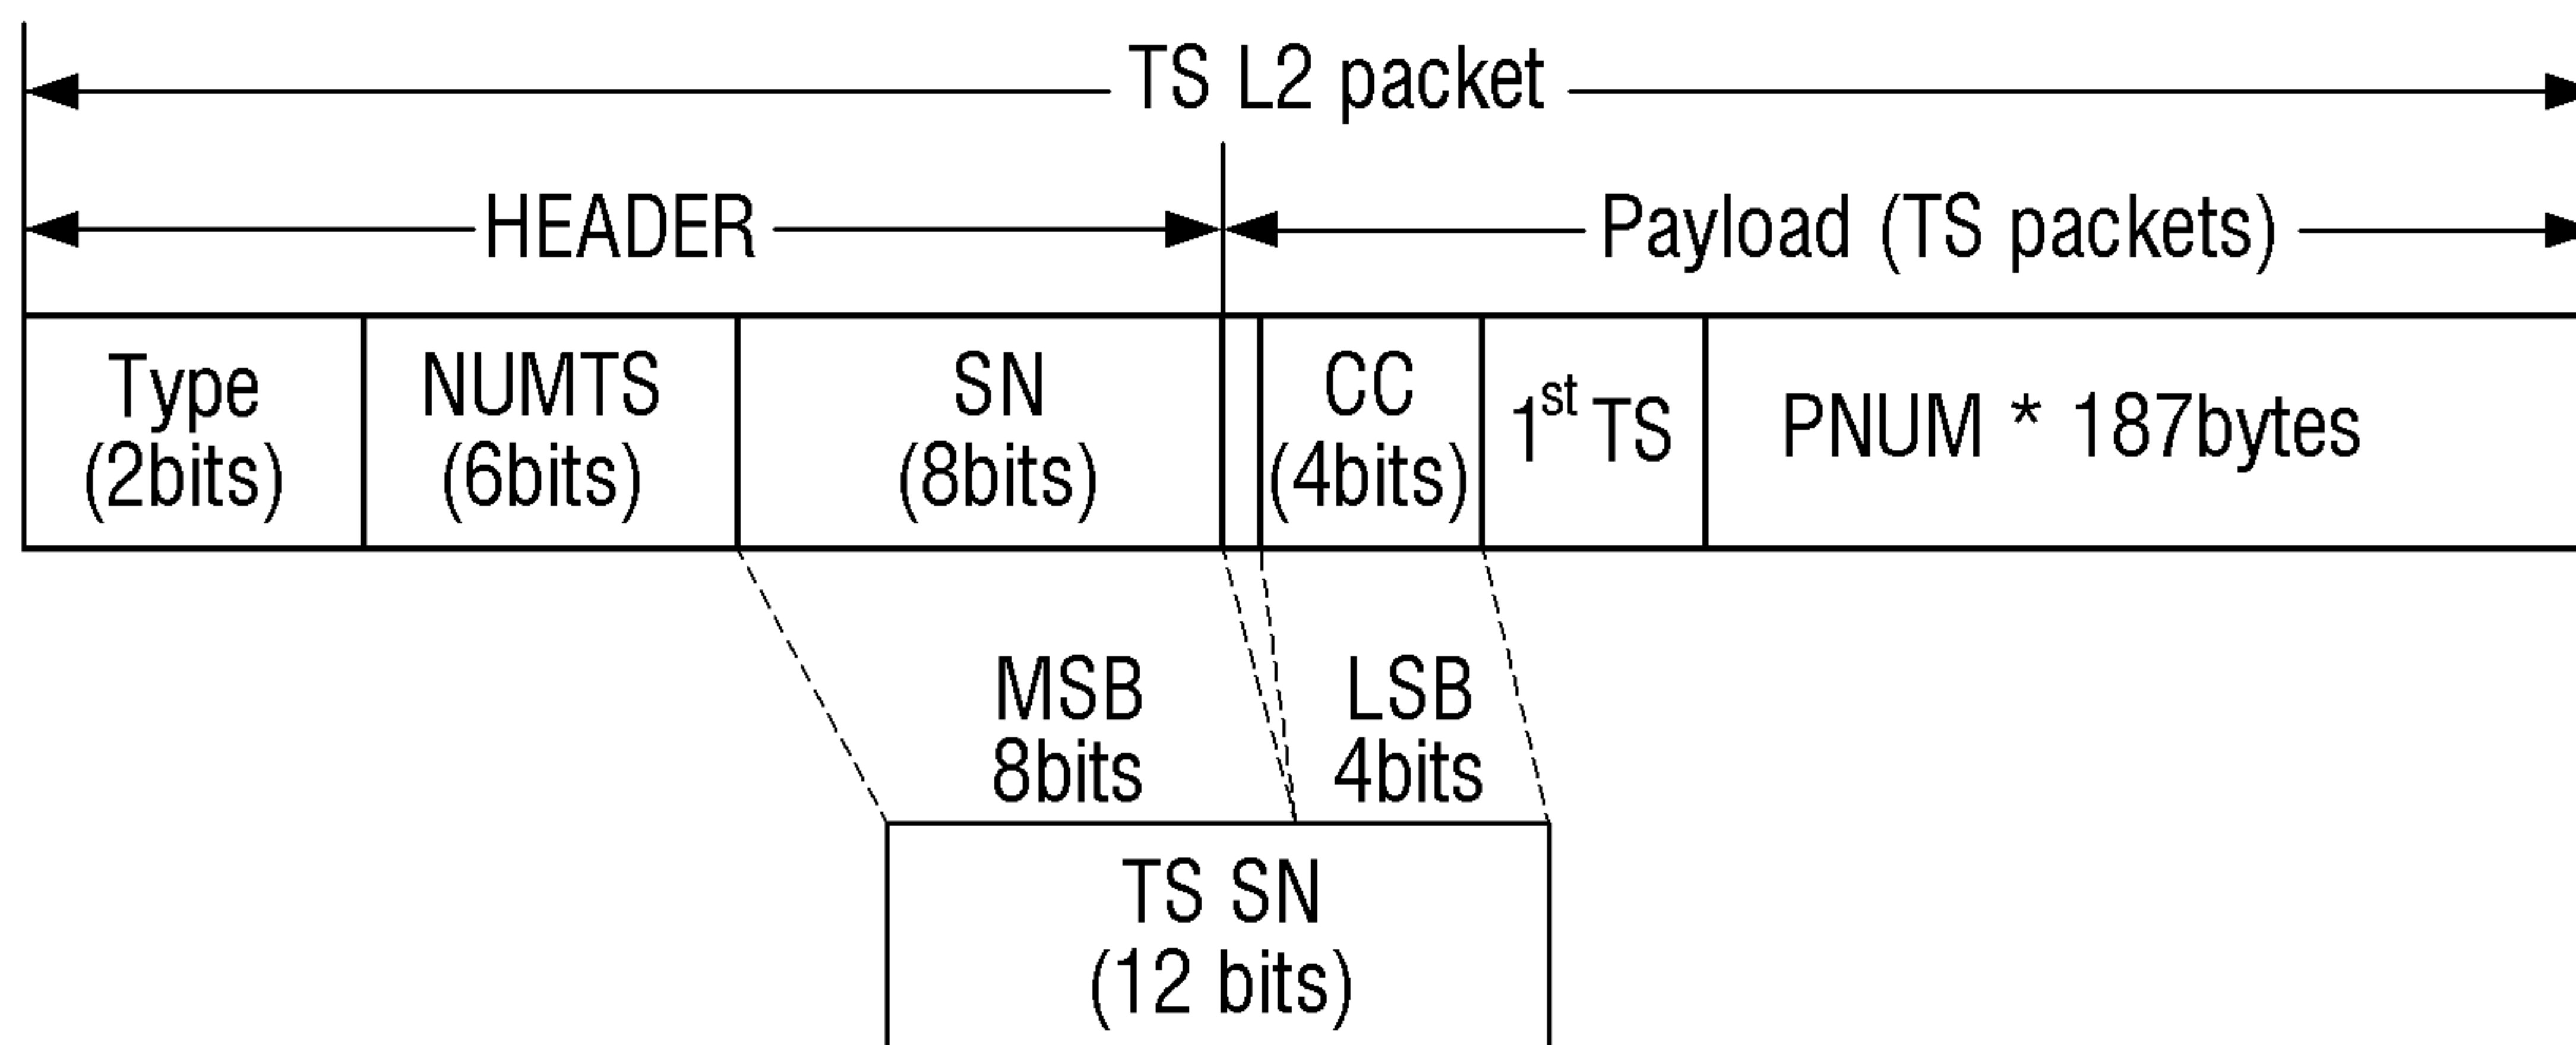 TS L2 packet
HEADER
Payload (TS packets)
Type
(2bits)
NUMTS
(6bits)
SN
(8bits)
CC
(4bits)
1st TS
PNUM * 187bytes
MSB
8bits
LSB
4bits
TS SN
(12 bits)